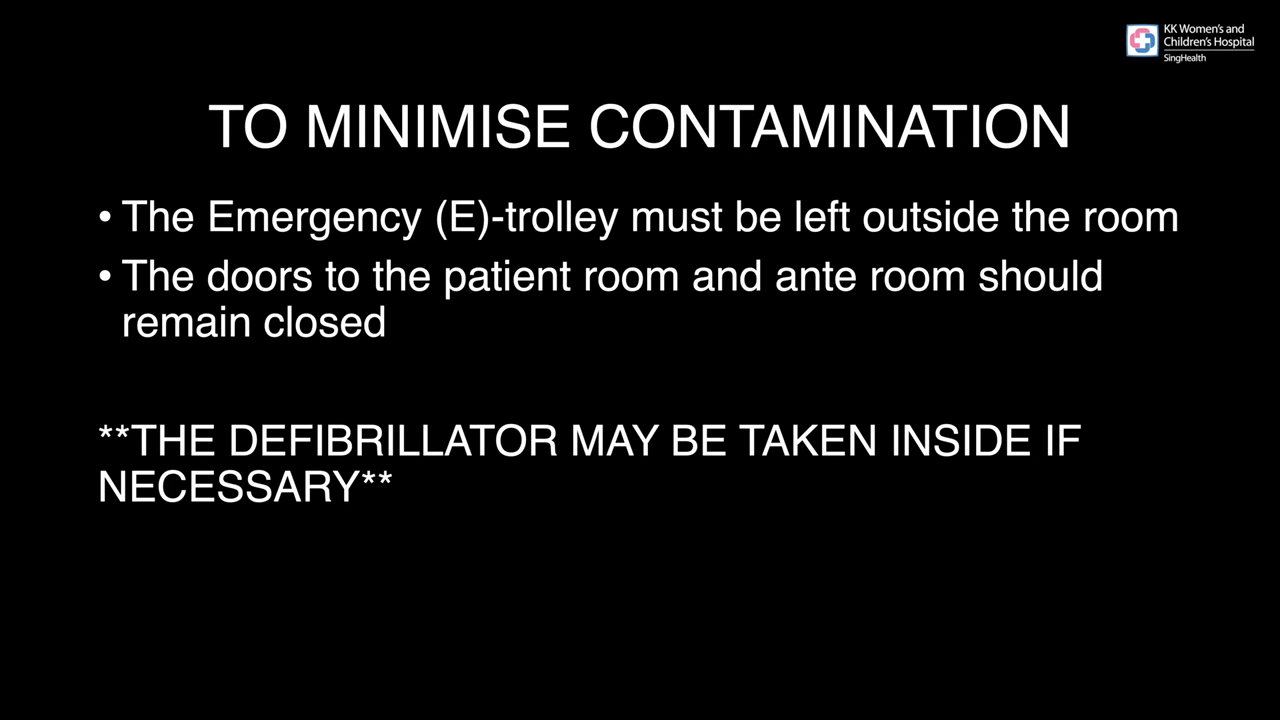 KK Women's and
Children's Hospital
SingHealth
TO MINIMISE CONTAMINATION
• The Emergency (E)-trolley must be left outside the room
• The doors to the patient room and ante room should
remain closed
**THE DEFIBRILLATOR MAY BE TAKEN INSIDE IF
NECESSARY**